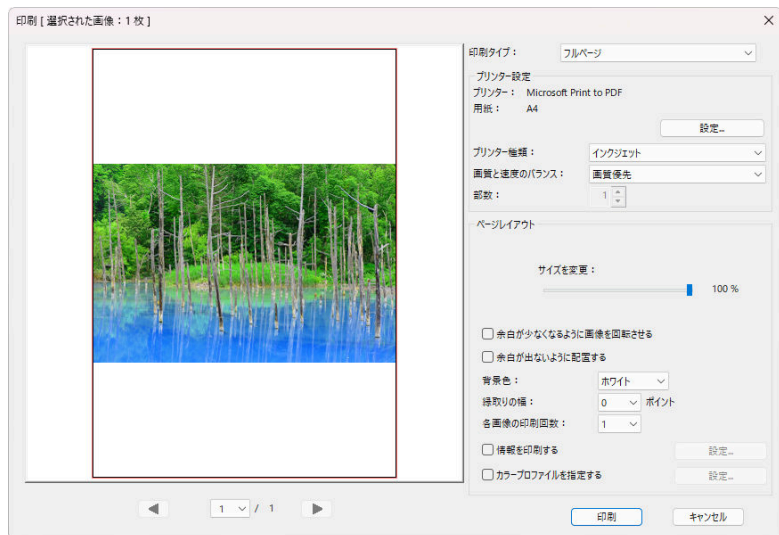 印刷 [ 選択された画像：1 枚 ]
印刷タイプ： フルページ
プリンター設定
プリンター： Microsoft Print to PDF
用紙： A4
設定...
プリンター種類： インクジェット
画質と速度のバランス： 画質優先
部数： 1
ページレイアウト
サイズを変更：
100 %
余白が少なくなるように画像を回転させる
余白が出ないように配置する
背景色： ホワイト
縁取りの幅： 0 ポイント
各画像の印刷回数： 1
情報を印刷する 設定...
カラープロファイルを指定する 設定...
1 / 1
印刷 キャンセル